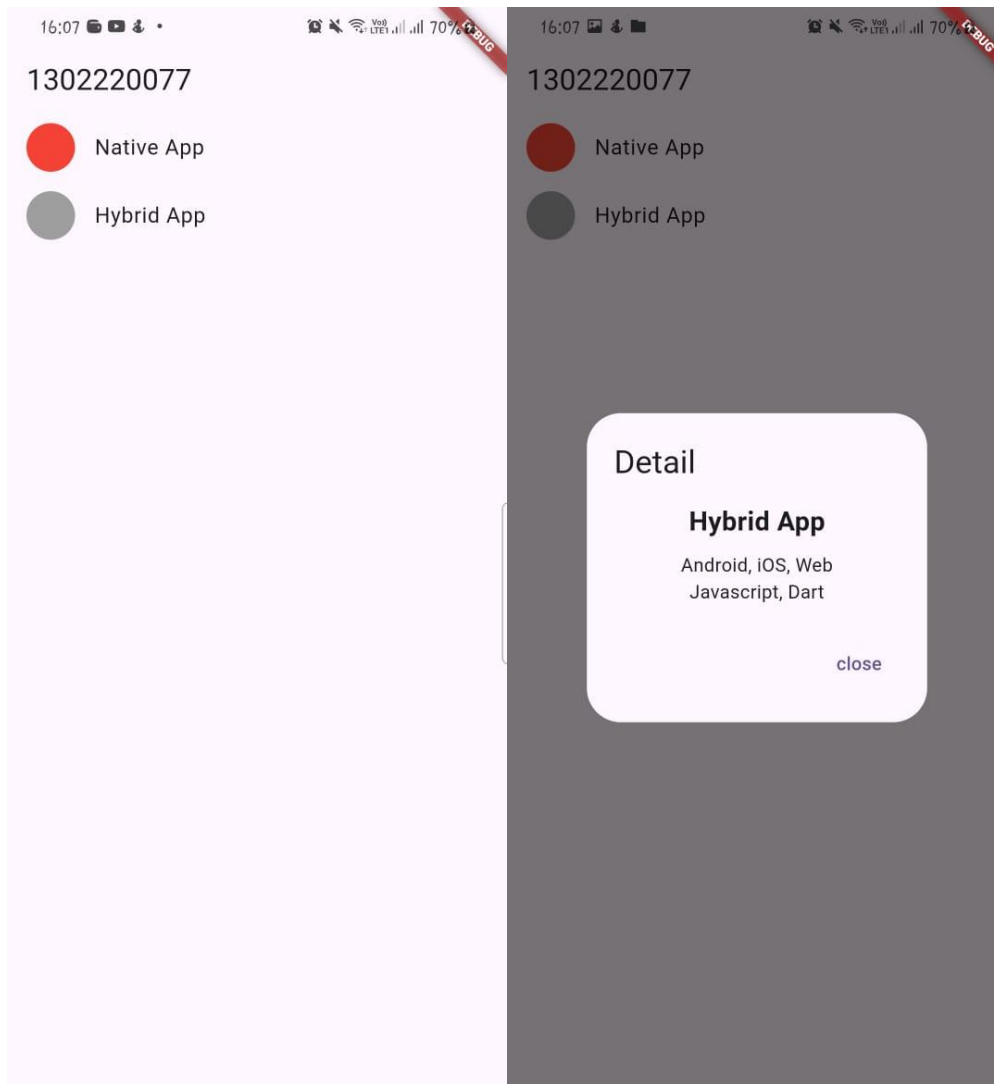 16:07
70%
DEBUG
1302220077
Native App
Hybrid App
16:07
70%
DEBUG
1302220077
Native App
Hybrid App
Detail
Hybrid App
Android, iOS, Web
Javascript, Dart
close